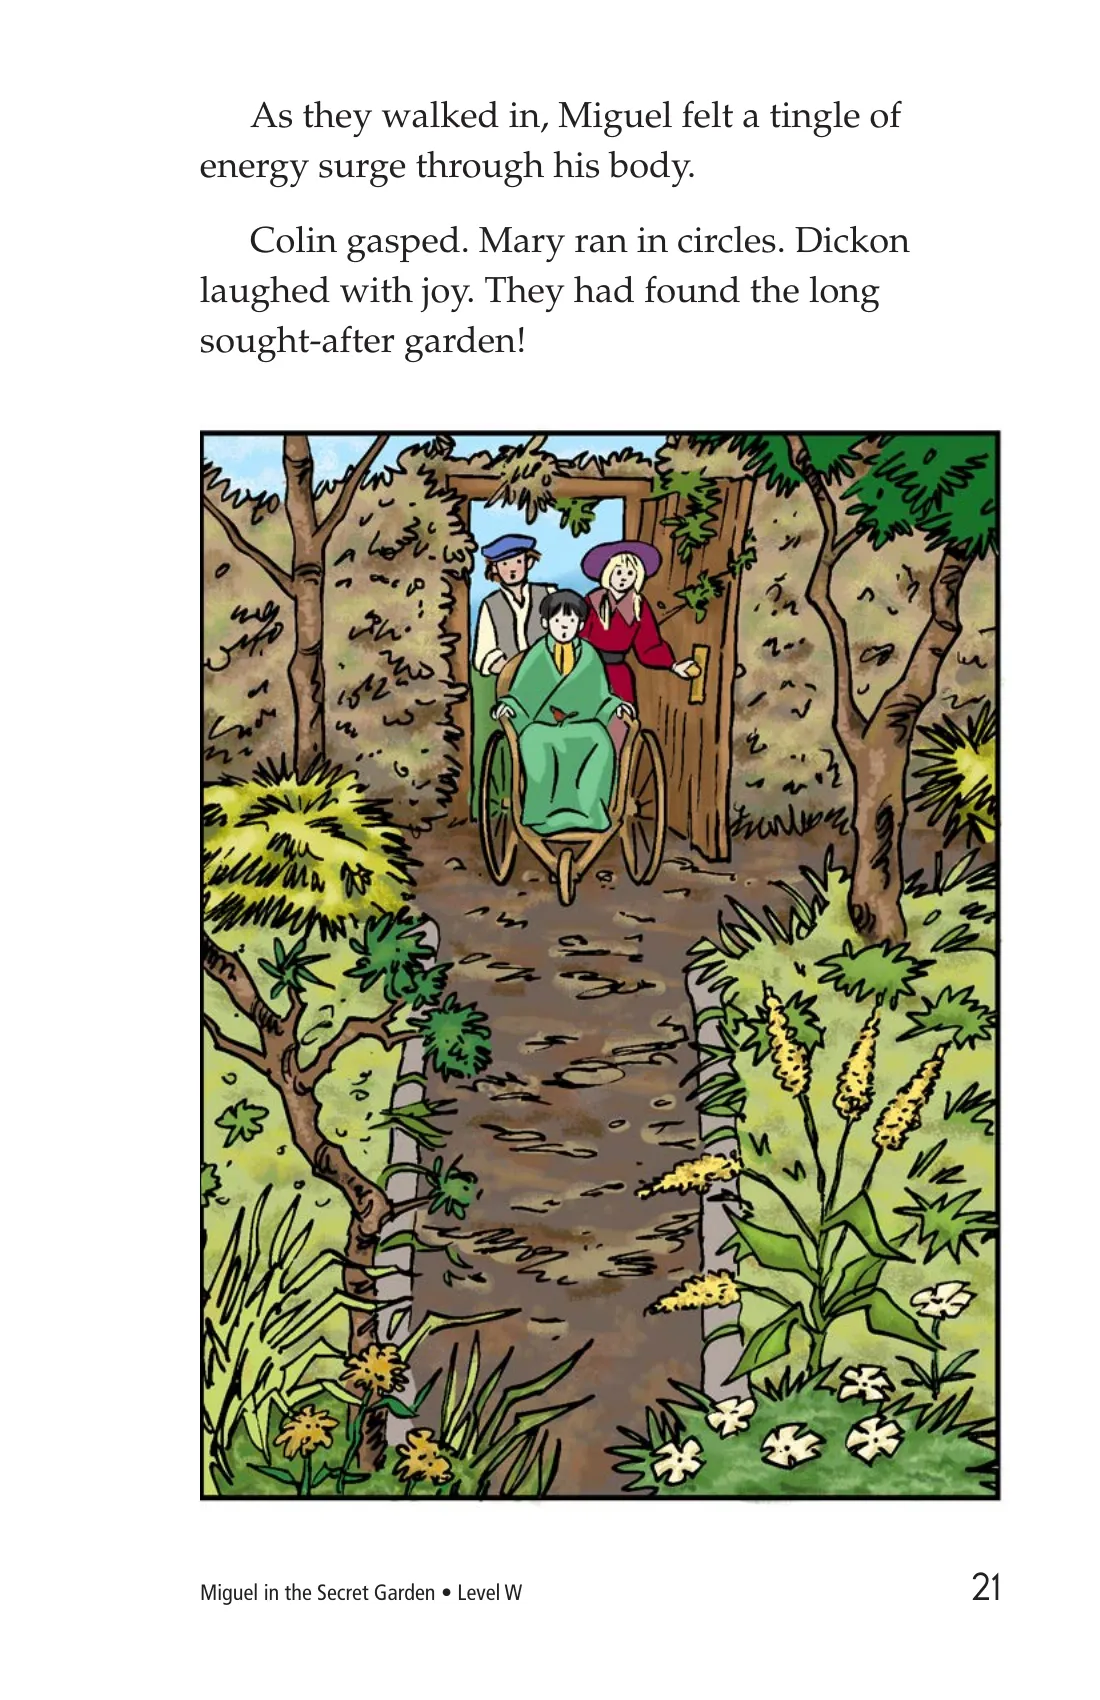 As they walked in, Miguel felt a tingle of
energy surge through his body.
Colin gasped. Mary ran in circles. Dickon
laughed with joy. They had found the long
sought-after garden!
Miguel in the Secret Garden • Level W
21